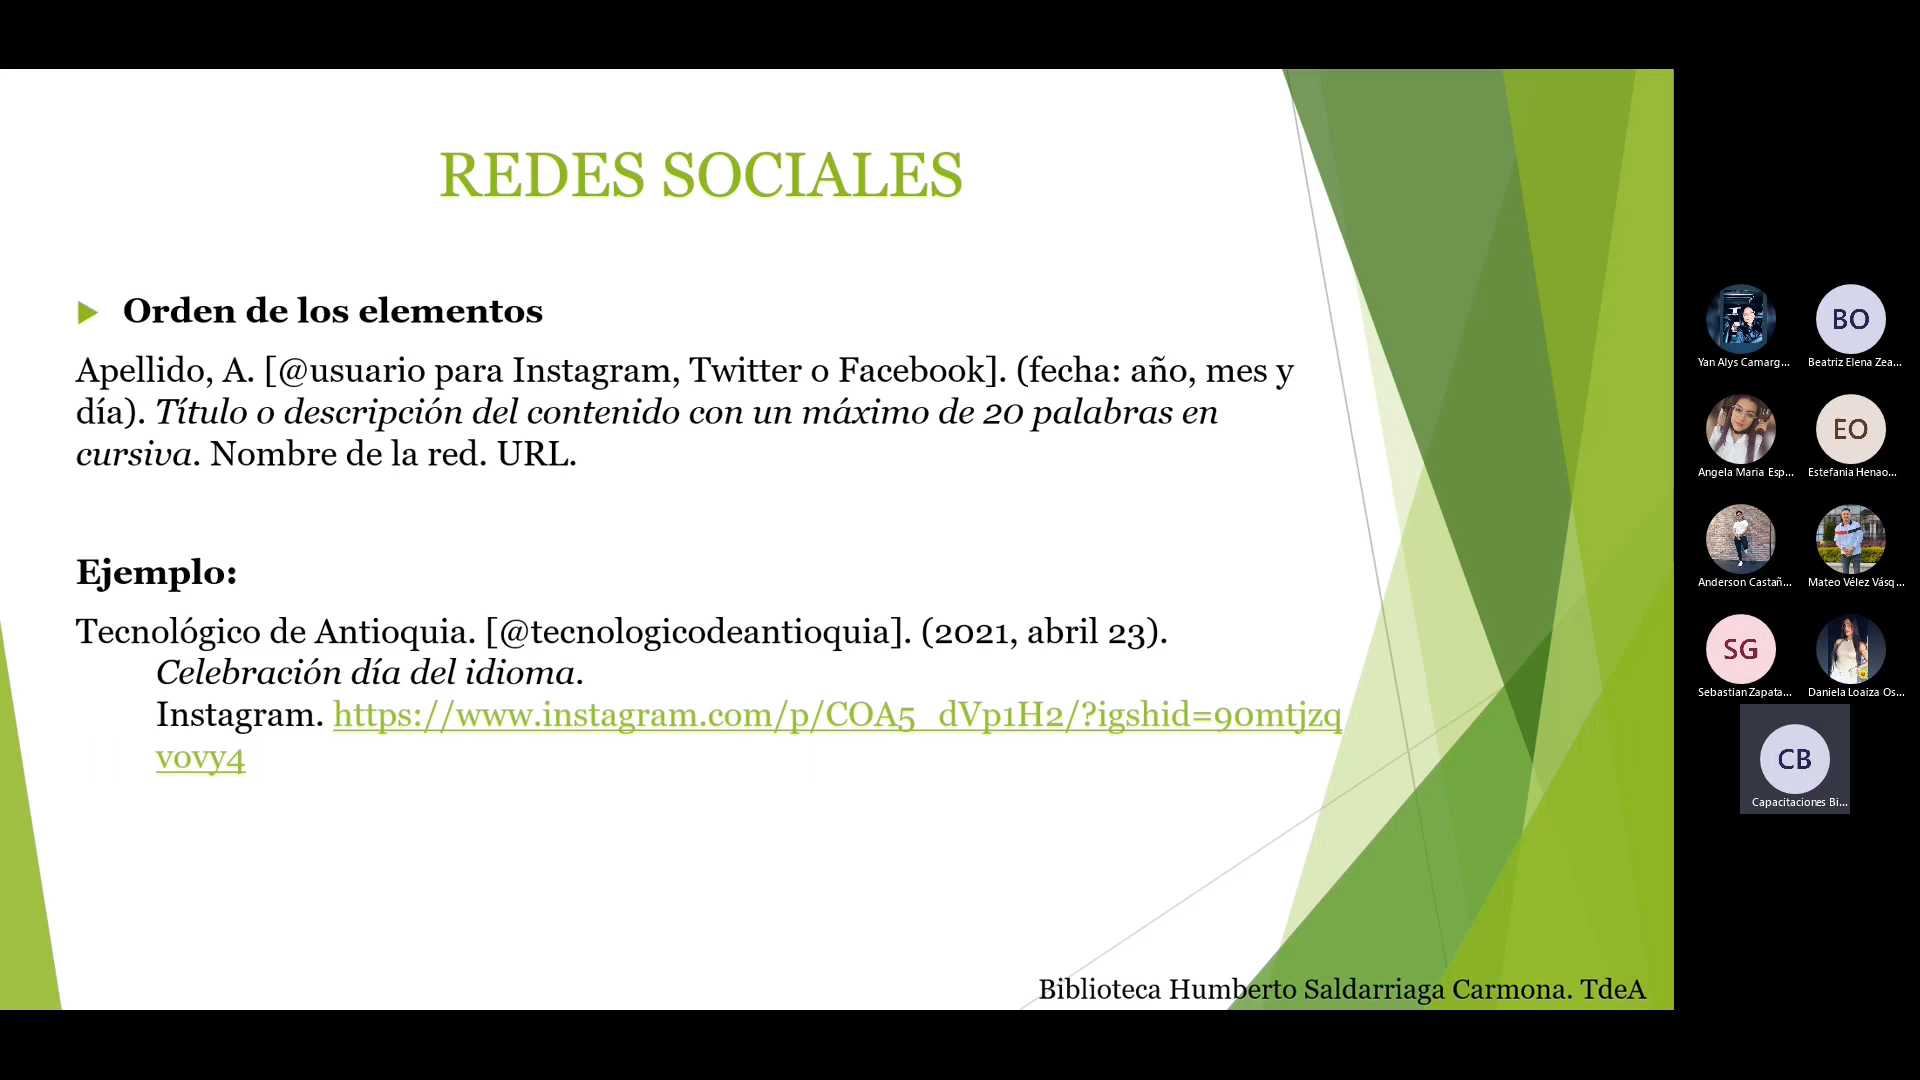 REDES SOCIALES
Orden de los elementos
Apellido, A. [@usuario para Instagram, Twitter o Facebook]. (fecha: año, mes y
día). Título o descripción del contenido con un máximo de 20 palabras en
cursiva. Nombre de la red. URL.
Ejemplo:
Tecnológico de Antioquia. [@tecnologicodeantioquia]. (2021, abril 23).
Celebración día del idioma.
Instagram. https://www.instagram.com/p/COA5_dVp1H2/?igshid=90mtjzq
vovy4
Biblioteca Humberto Saldarriaga Carmona. TdeA
Yan Alys Camarg...
BO
Beatriz Elena Zea...
Angela Maria Esp...
EO
Estefania Henao...
Anderson Castañ...
Mateo Vélez Vásq...
SG
Sebastian Zapata...
Daniela Loaiza Os...
CB
Capacitaciones Bi...